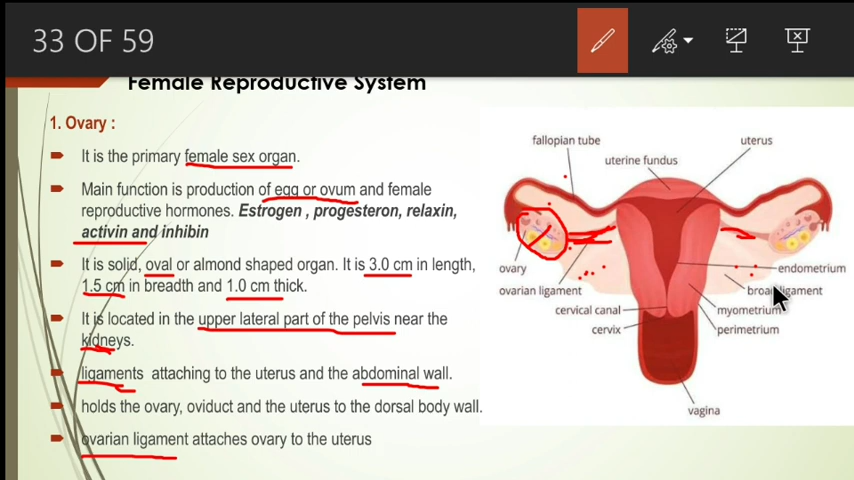 33 OF 59
Female Reproductive System
1. Ovary :
It is the primary female sex organ.
Main function is production of egg or ovum and female
reproductive hormones. Estrogen , progesteron, relaxin,
activin and inhibin
It is solid, oval or almond shaped organ. It is 3.0 cm in length,
1.5 cm in breadth and 1.0 cm thick.
It is located in the upper lateral part of the pelvis near the
kidneys.
ligaments attaching to the uterus and the abdominal wall.
holds the ovary, oviduct and the uterus to the dorsal body wall.
ovarian ligament attaches ovary to the uterus
fallopian tube
uterus
uterine fundus
ovary
endometrium
ovarian ligament
broad ligament
cervical canal
myometrium
cervix
perimetrium
vagina